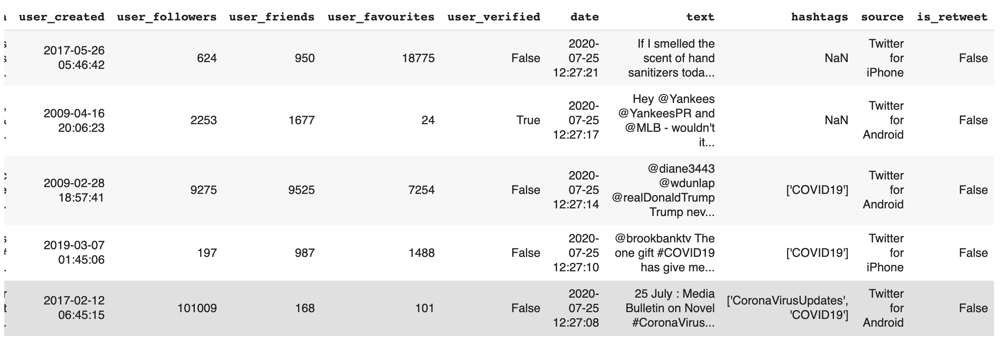 user_created user_followers user_friends user_favourites user_verified date text hashtags source is_retweet
2017-05-26
05:46:42
624
950
18775
False
2020-
07-25
12:27:21
If I smelled the
scent of hand
sanitizers toda...
NaN
Twitter
for
iPhone
False
2009-04-16
20:06:23
2253
1677
24
True
2020-
07-25
12:27:17
Hey @Yankees
@YankeesPR and
@MLB - wouldn't
it...
NaN
Twitter
for
Android
False
2009-02-28
18:57:41
9275
9525
7254
False
2020-
07-25
12:27:14
@diane3443
@wdunlap
@realDonaldTrump
Trump nev...
['COVID19']
Twitter
for
Android
False
2019-03-07
01:45:06
197
987
1488
False
2020-
07-25
12:27:10
@brookbanktv The
one gift #COVID19
has give me...
['COVID19']
Twitter
for
iPhone
False
2017-02-12
06:45:15
101009
168
101
False
2020-
07-25
12:27:08
25 July : Media
Bulletin on Novel
#CoronaVirus...
['CoronaVirusUpdates',
'COVID19']
Twitter
for
Android
False